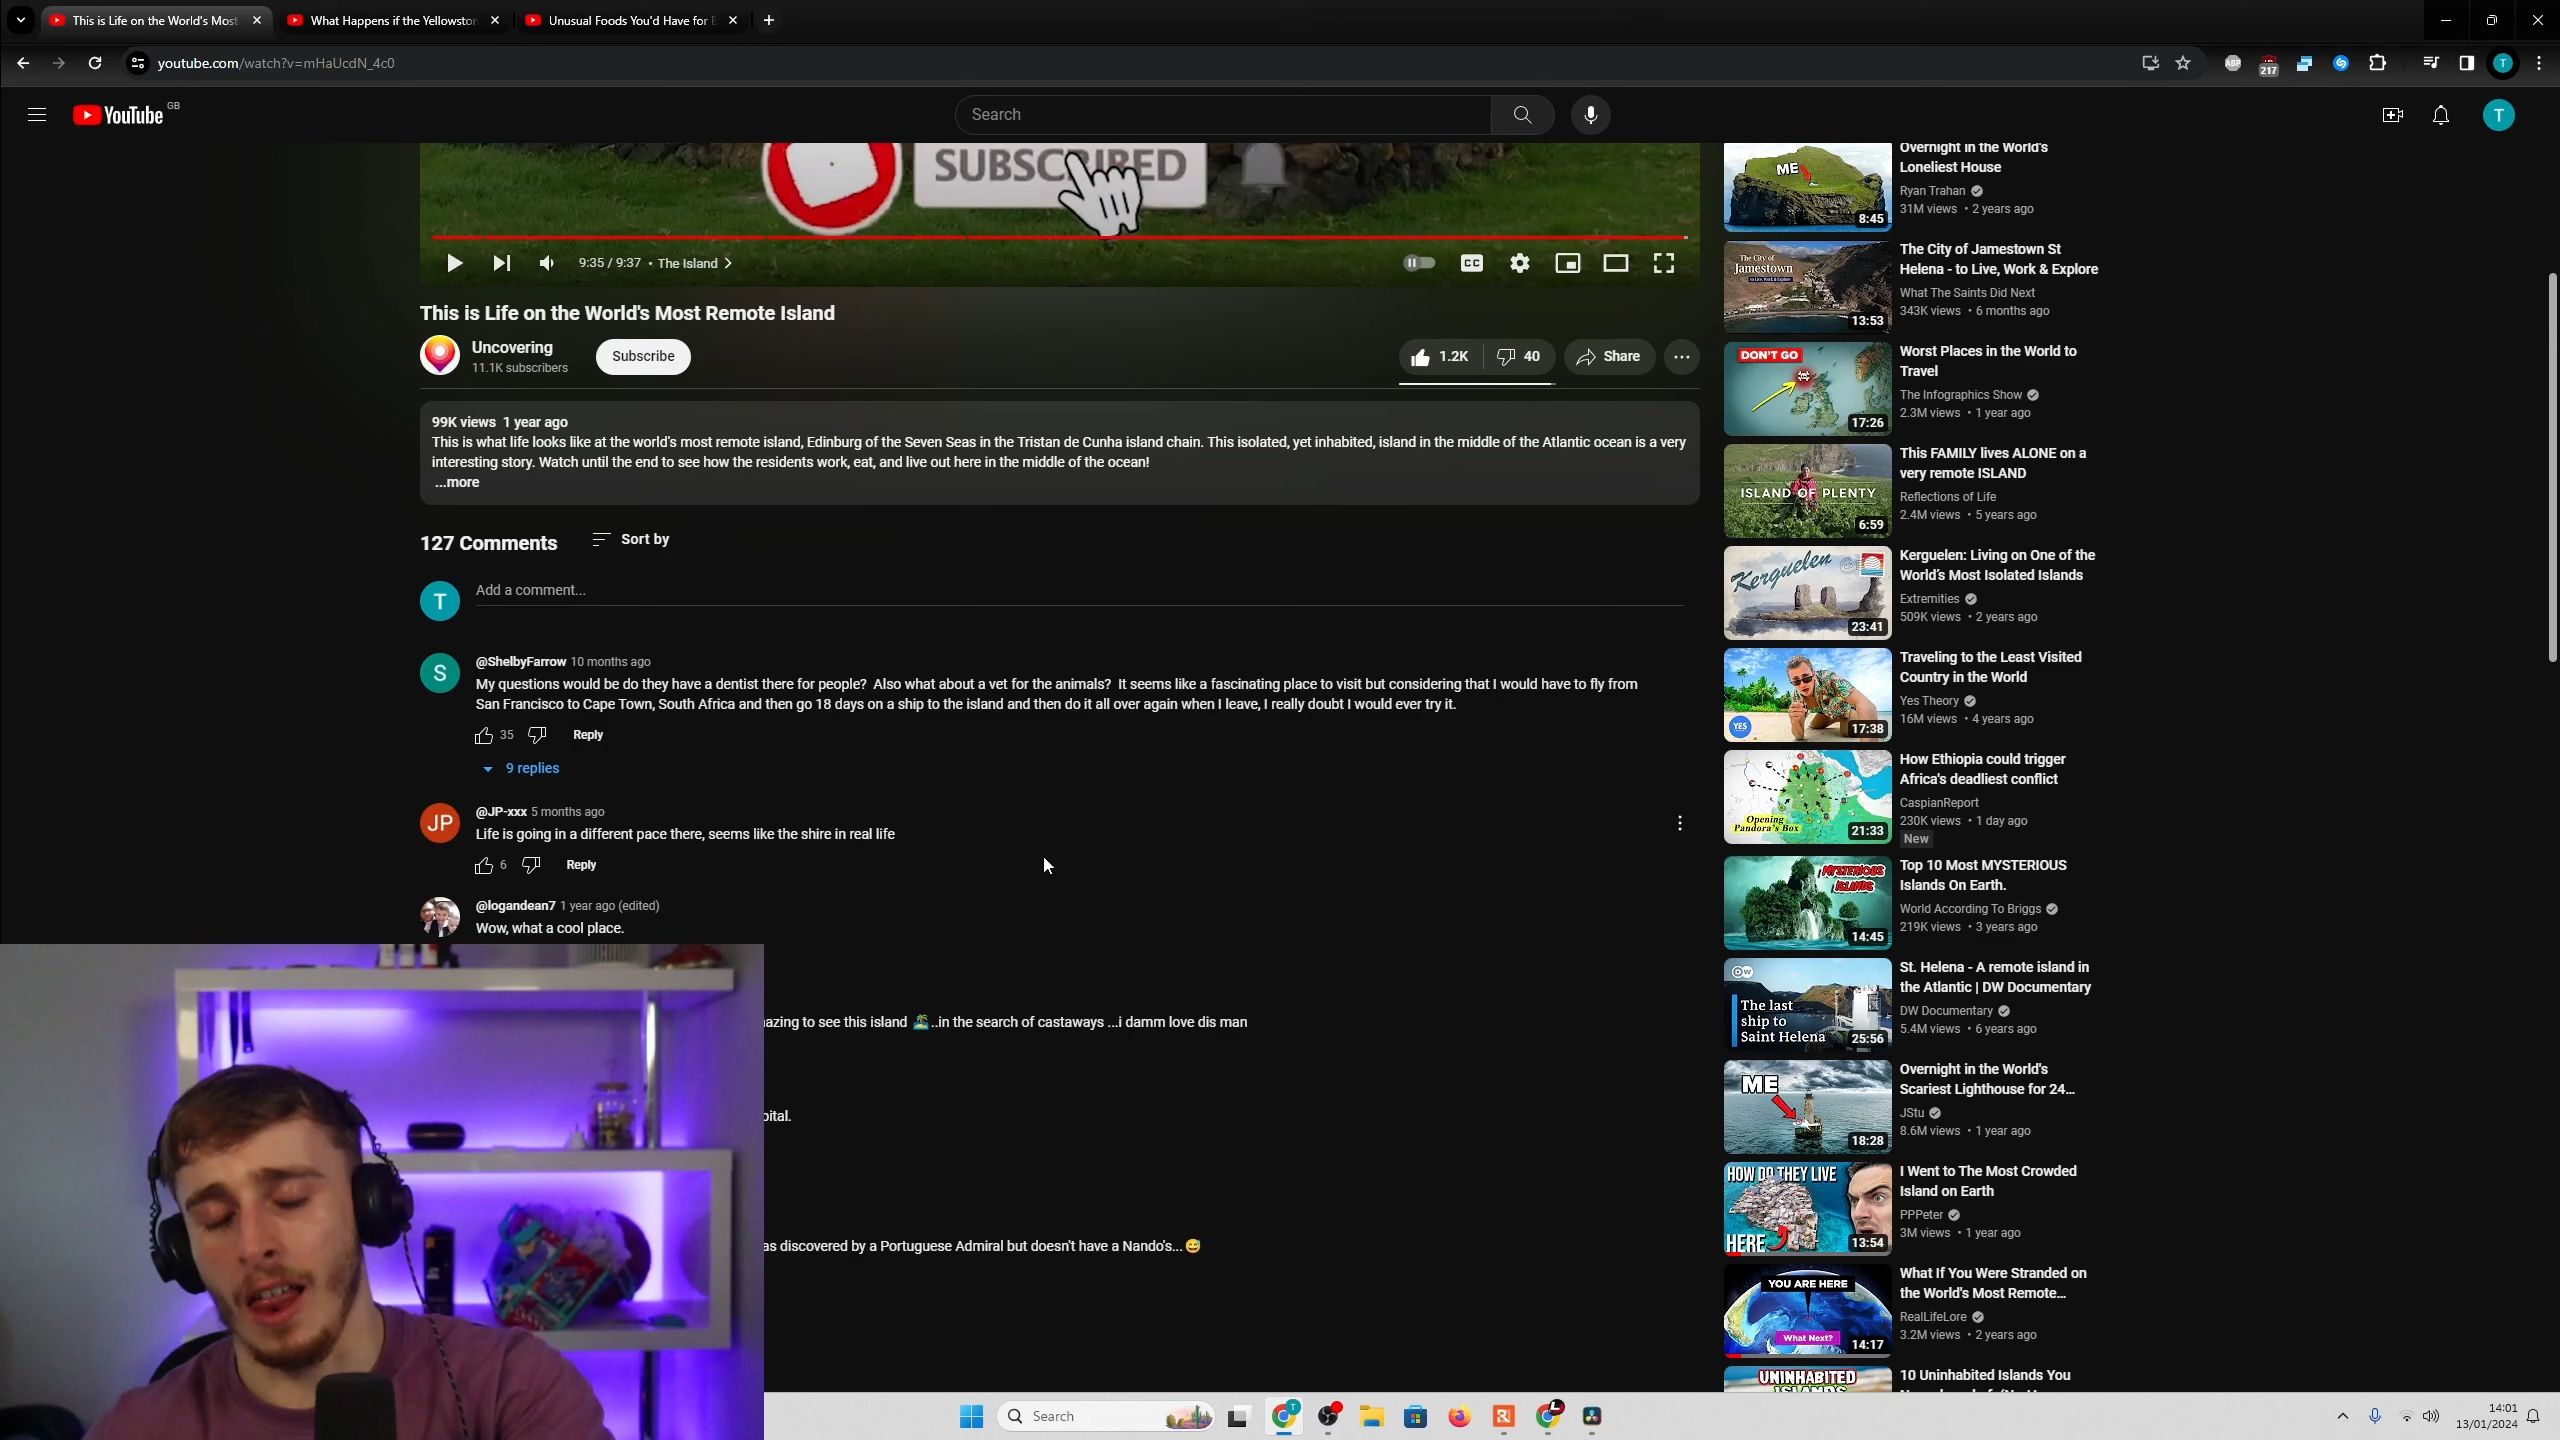 This is Life on the World's Most
What Happens if the Yellowston
Unusual Foods You'd Have for
youtube.com/watch?v=mHaUcdN_4c0
ABP
217
T
YouTube GB
Search
T
SUBSCRIBED
9:35 / 9:37 • The Island
CC
This is Life on the World's Most Remote Island
Uncovering
11.1K subscribers
Subscribe
1.2K
40
Share
99K views 1 year ago
This is what life looks like at the world's most remote island, Edinburg of the Seven Seas in the Tristan de Cunha island chain. This isolated, yet inhabited, island in the middle of the Atlantic ocean is a very
interesting story. Watch until the end to see how the residents work, eat, and live out here in the middle of the ocean!
...more
127 Comments
Sort by
T
Add a comment...
S
@ShelbyFarrow 10 months ago
My questions would be do they have a dentist there for people? Also what about a vet for the animals? It seems like a fascinating place to visit but considering that I would have to fly from
San Francisco to Cape Town, South Africa and then go 18 days on a ship to the island and then do it all over again when I leave, I really doubt I would ever try it.
35
Reply
9 replies
JP
@JP-xxx 5 months ago
Life is going in a different pace there, seems like the shire in real life
6
Reply
@logandean7 1 year ago (edited)
Wow, what a cool place.
azing to see this island 🏝️..in the search of castaways ...i damm love dis man
pital.
as discovered by a Portuguese Admiral but doesn't have a Nando's...😅
ME
8:45
Overnight in the World's
Loneliest House
Ryan Trahan
31M views • 2 years ago
The City of
Jamestown
13:53
The City of Jamestown St
Helena - to Live, Work & Explore
What The Saints Did Next
343K views • 6 months ago
DON'T GO
17:26
Worst Places in the World to
Travel
The Infographics Show
2.3M views • 1 year ago
ISLAND OF PLENTY
6:59
This FAMILY lives ALONE on a
very remote ISLAND
Reflections of Life
2.4M views • 5 years ago
Kerguelen
23:41
Kerguelen: Living on One of the
World's Most Isolated Islands
Extremities
509K views • 2 years ago
YES
17:38
Traveling to the Least Visited
Country in the World
Yes Theory
16M views • 4 years ago
Opening
Pandora's Box
21:33
How Ethiopia could trigger
Africa's deadliest conflict
CaspianReport
230K views • 1 day ago
New
MYSTERIOUS
ISLANDS
14:45
Top 10 Most MYSTERIOUS
Islands On Earth.
World According To Briggs
219K views • 3 years ago
DW
The last
ship to
Saint Helena
25:56
St. Helena - A remote island in
the Atlantic | DW Documentary
DW Documentary
5.4M views • 6 years ago
ME
18:28
Overnight in the World's
Scariest Lighthouse for 24...
JStu
8.6M views • 1 year ago
HOW DO THEY LIVE
HERE
13:54
I Went to The Most Crowded
Island on Earth
PPPeter
3M views • 1 year ago
YOU ARE HERE
What Next?
14:17
What If You Were Stranded on
the World's Most Remote...
RealLifeLore
3.2M views • 2 years ago
UNINHABITED
ISLANDS
10 Uninhabited Islands You
Search
14:01
13/01/2024